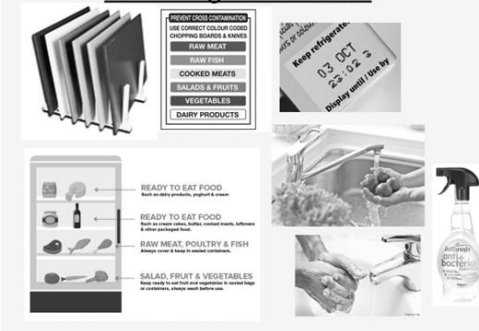 PREVENT CROSS CONTAMINATION
USE CORRECT COLOUR CODED
CHOPPING BOARDS & KNIVES
RAW MEAT
RAW FISH
COOKED MEATS
SALADS & FRUITS
VEGETABLES
DAIRY PRODUCTS
Keep refrigerate
03 OCT
23:02
Display until / Use by
READY TO EAT FOOD
Such as dairy products, yoghurt & cream
READY TO EAT FOOD
Such as cream cakes, butter, cooked meats, leftovers
& other packaged food.
RAW MEAT, POULTRY & FISH
Always cover & keep in sealed containers.
SALAD, FRUIT & VEGETABLES
Keep ready to eat fruit and vegetables in sealed bags
or containers, always wash before use.
anti
bacterial